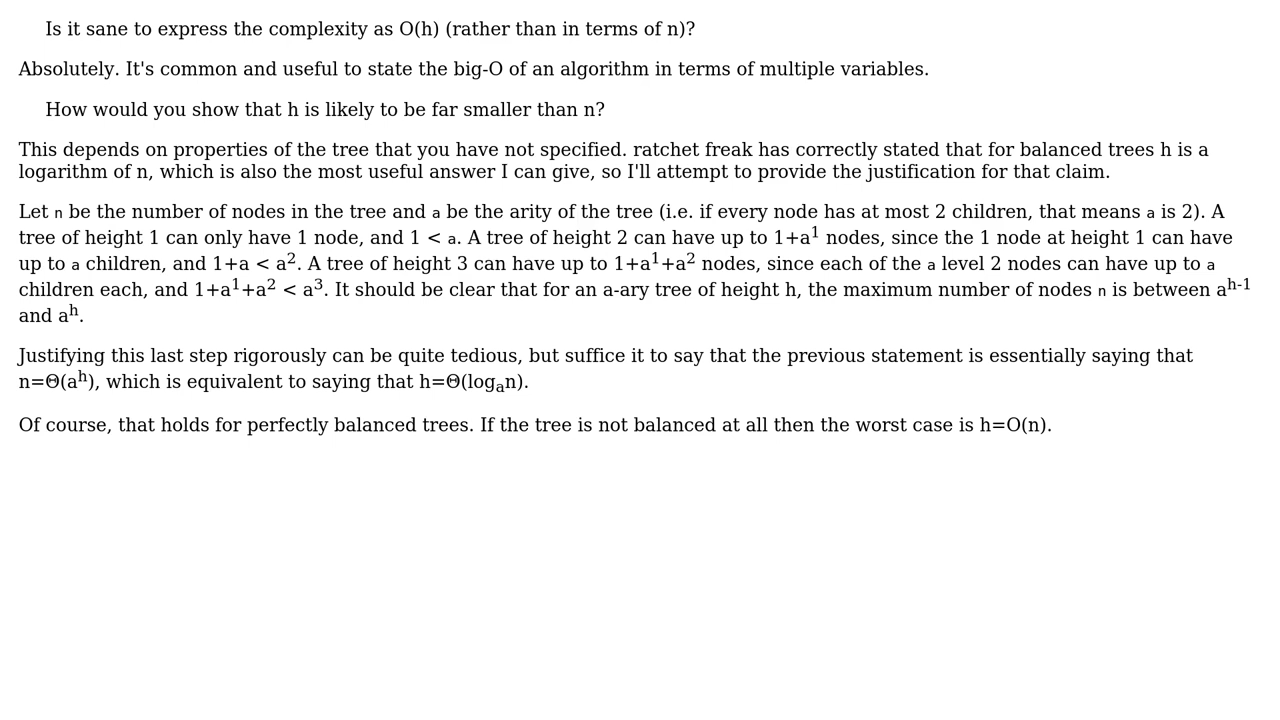 Is it sane to express the complexity as O(h) (rather than in terms of n)?
Absolutely. It's common and useful to state the big-O of an algorithm in terms of multiple variables.
How would you show that h is likely to be far smaller than n?
This depends on properties of the tree that you have not specified. ratchet freak has correctly stated that for balanced trees h is a
logarithm of n, which is also the most useful answer I can give, so I'll attempt to provide the justification for that claim.
Let n be the number of nodes in the tree and a be the arity of the tree (i.e. if every node has at most 2 children, that means a is 2). A
tree of height 1 can only have 1 node, and 1 < a. A tree of height 2 can have up to 1+a¹ nodes, since the 1 node at height 1 can have
up to a children, and 1+a < a². A tree of height 3 can have up to 1+a¹+a² nodes, since each of the a level 2 nodes can have up to a
children each, and 1+a¹+a² < a³. It should be clear that for an a-ary tree of height h, the maximum number of nodes n is between aʰ⁻¹
and aʰ.
Justifying this last step rigorously can be quite tedious, but suffice it to say that the previous statement is essentially saying that
n=Θ(aʰ), which is equivalent to saying that h=Θ(logₐn).
Of course, that holds for perfectly balanced trees. If the tree is not balanced at all then the worst case is h=O(n).